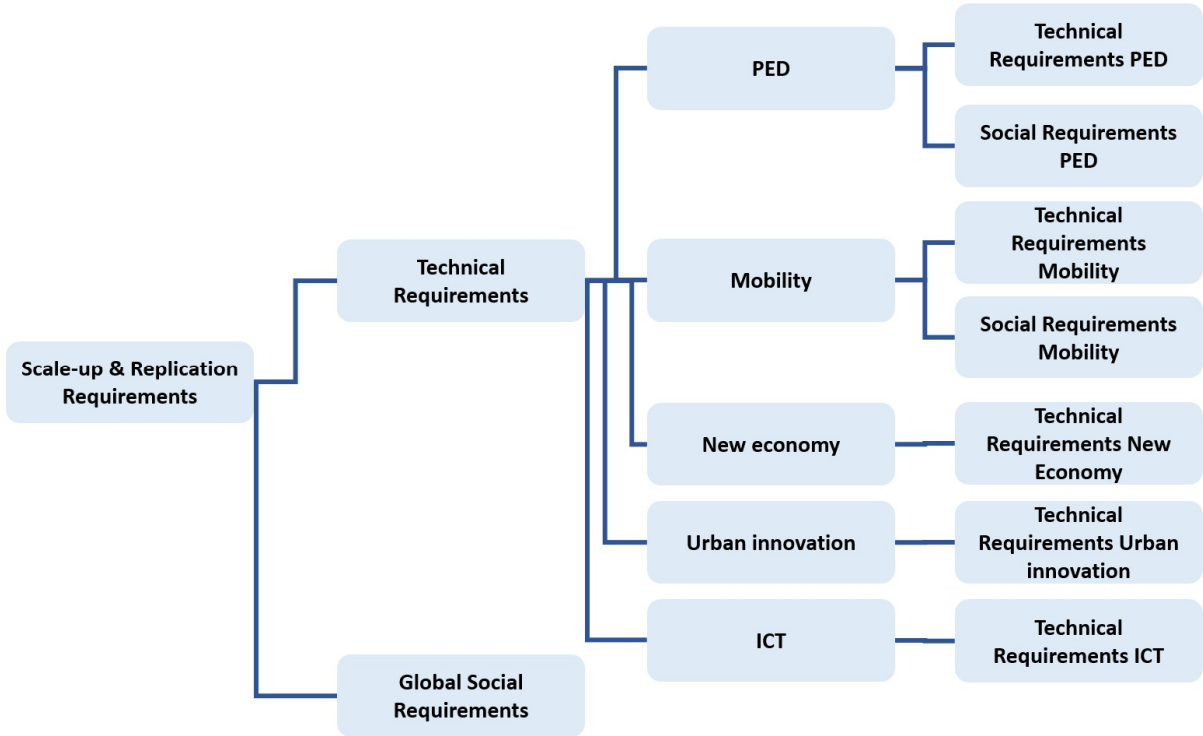 Scale-up & Replication
Requirements
Technical
Requirements
Global Social
Requirements
PED
Mobility
New economy
Urban innovation
ICT
Technical
Requirements PED
Social Requirements
PED
Technical
Requirements
Mobility
Social Requirements
Mobility
Technical
Requirements New
Economy
Technical
Requirements Urban
innovation
Technical
Requirements ICT